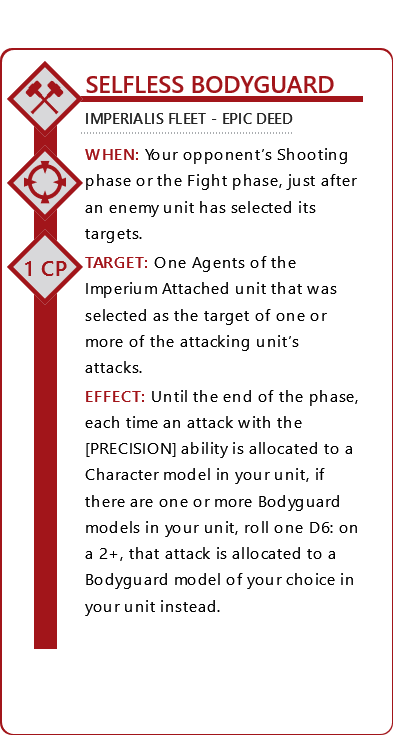 SELFLESS BODYGUARD
IMPERIALIS FLEET - EPIC DEED
WHEN: Your opponent's Shooting
phase or the Fight phase, just after
an enemy unit has selected its
targets.
1 CP
TARGET: One Agents of the
Imperium Attached unit that was
selected as the target of one or
more of the attacking unit's
attacks.
EFFECT: Until the end of the phase,
each time an attack with the
[PRECISION] ability is allocated to a
Character model in your unit, if
there are one or more Bodyguard
models in your unit, roll one D6: on
a 2+, that attack is allocated to a
Bodyguard model of your choice in
your unit instead.